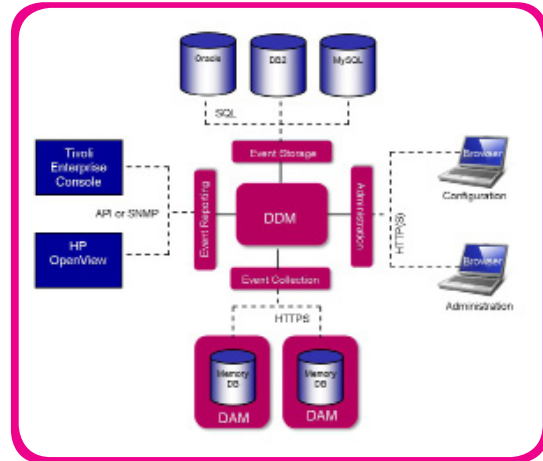 Oracle
DB2
MySQL
SQL
Event Storage
Tivoli
Enterprise
Console
API or SNMP
HP
OpenView
Event Reporting
DDM
Administration
HTTP(S)
Browser
Configuration
Browser
Administration
Event Collection
HTTPS
Memory
DB
DAM
Memory
DB
DAM